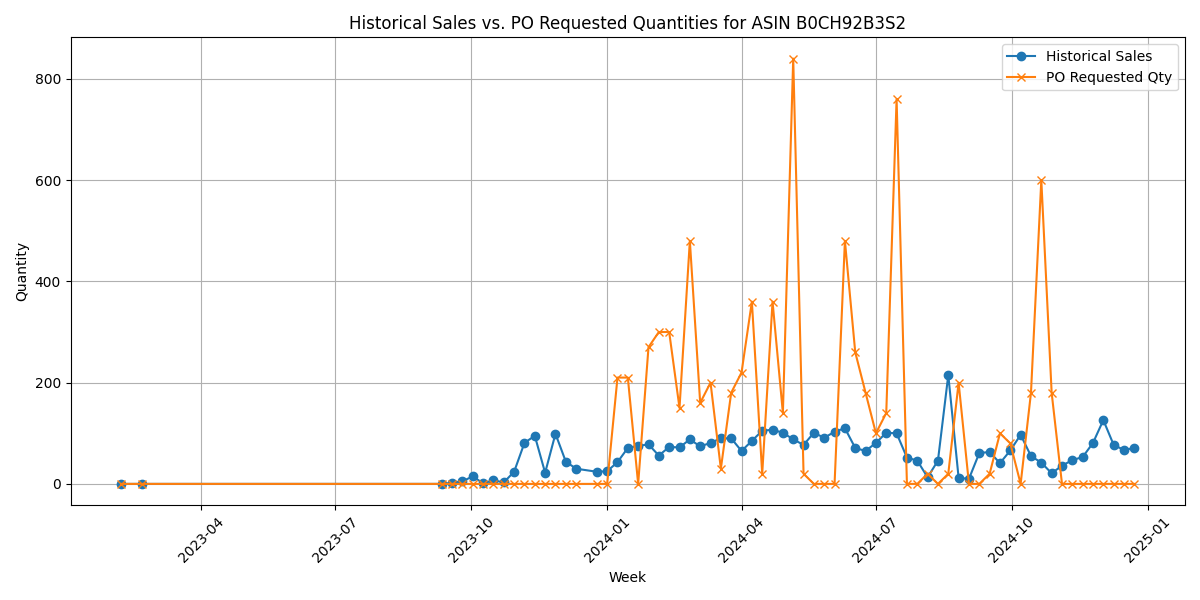 Historical Sales vs. PO Requested Quantities for ASIN B0CH92B3S2
Historical Sales
PO Requested Qty
800
600
400
200
0
Quantity
2023-04
2023-07
2023-10
2024-01
2024-04
2024-07
2024-10
2025-01
Week